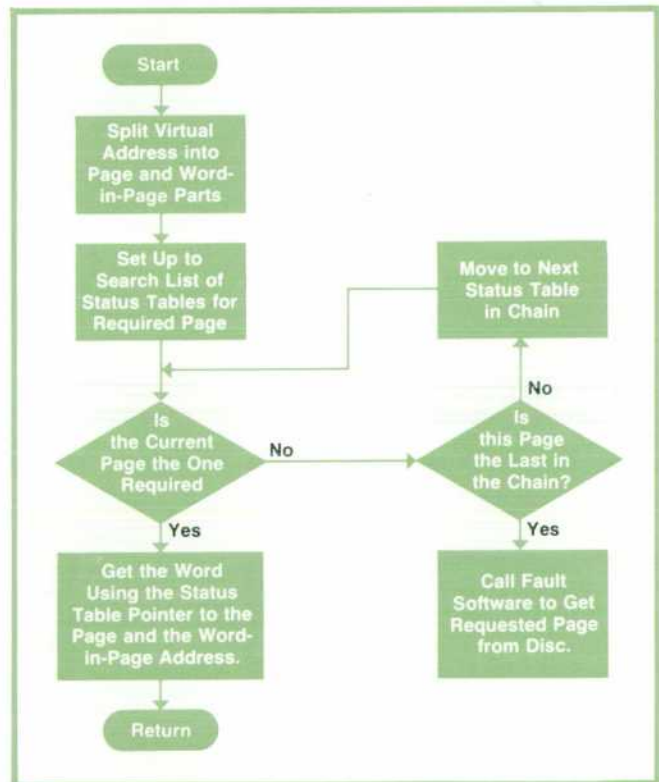 Start
Split Virtual
Address into
Page and Word-
in-Page Parts
Set Up to
Search List of
Status Tables for
Required Page
Move to Next
Status Table
in Chain
No
Is
the Current
Page the One
Required
No
Is
this Page
the Last in
the Chain?
Yes
Yes
Get the Word
Using the Status
Table Pointer to the
Page and the Word-
in-Page Address.
Call Fault
Software to Get
Requested Page
from Disc.
Return